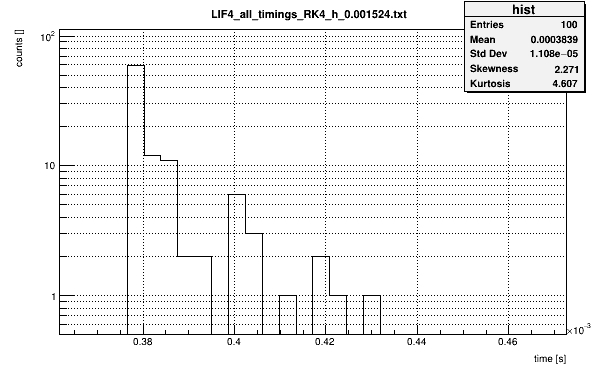 LIF4_all_timings_RK4_h_0.001524.txt
hist
Entries 100
Mean 0.0003839
Std Dev 1.108e−05
Skewness 2.271
Kurtosis 4.607
counts []
10²
10
1
0.38 0.4 0.42 0.44 0.46
×10⁻³
time [s]